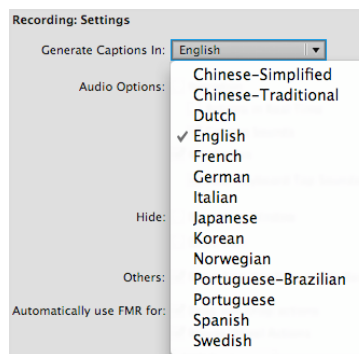 Recording: Settings
Generate Captions In: English
Chinese-Simplified
Audio Options:
Chinese-Traditional
Dutch
✓ English
French
German
Italian
Hide: Japanese
Korean
Norwegian
Others: Portuguese-Brazilian
Portuguese
Automatically use FMR for: Spanish
Swedish